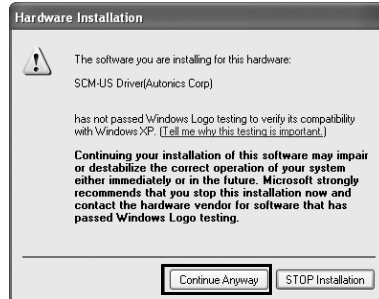 Hardware Installation
The software you are installing for this hardware:
SCM-US Driver(Autonics Corp)
has not passed Windows Logo testing to verify its compatibility
with Windows XP. (Tell me why this testing is important.)
Continuing your installation of this software may impair
or destabilize the correct operation of your system
either immediately or in the future. Microsoft strongly
recommends that you stop this installation now and
contact the hardware vendor for software that has
passed Windows Logo testing.
Continue Anyway
STOP Installation